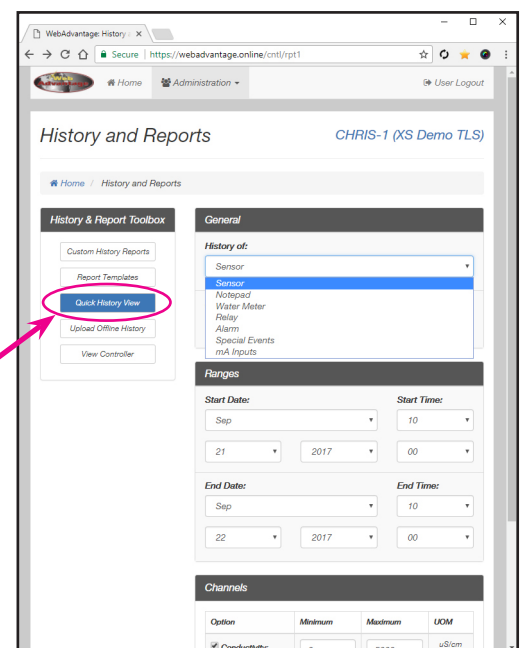 WebAdvantage: History
Secure | https://webadvantage.online/cntl/rpt1
Web Advantage Home Administration User Logout
History and Reports CHRIS-1 (XS Demo TLS)
Home / History and Reports
History & Report Toolbox
Custom History Reports
Report Templates
Quick History View
Upload Offline History
View Controller
General
History of:
Sensor
Sensor
Notepad
Water Meter
Relay
Alarm
Special Events
mA Inputs
Ranges
Start Date: Start Time:
Sep 10
21 2017 00
End Date: End Time:
Sep 10
22 2017 00
Channels
Option Minimum Maximum UOM
Conductivity: uS/cm